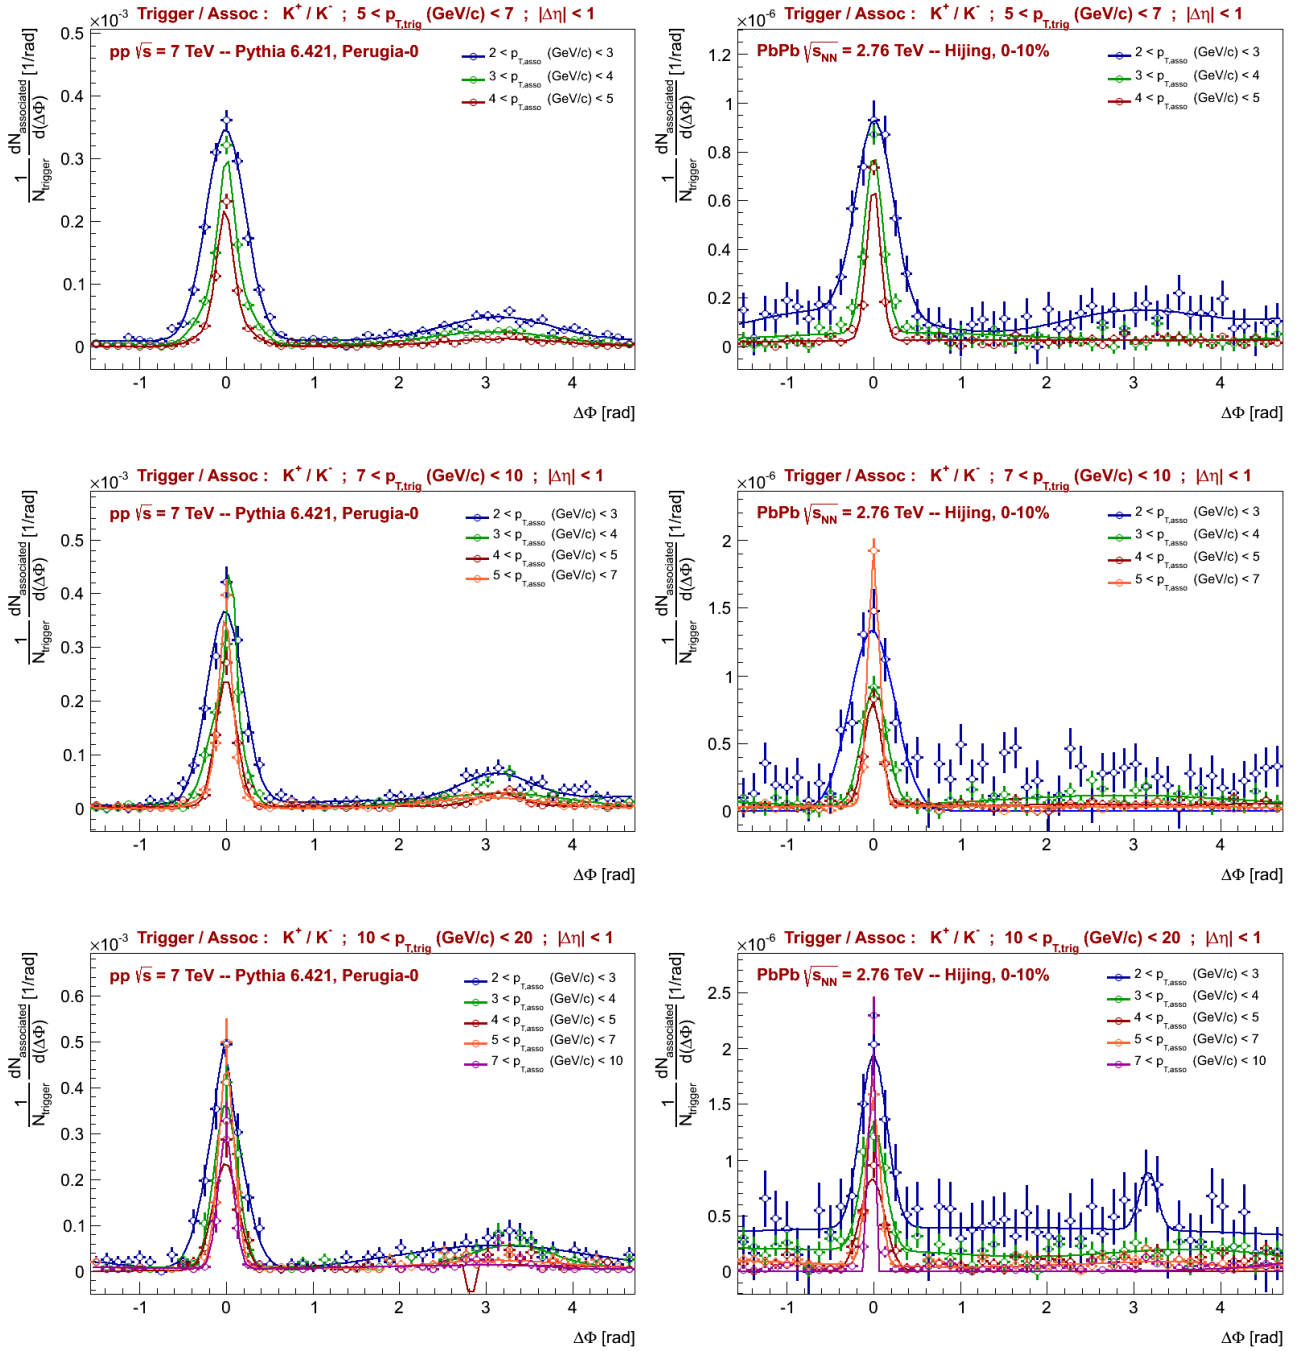 Trigger / Assoc : K⁺ / K⁻ ; 5 < p_T,trig (GeV/c) < 7 ; |Δη| < 1
×10⁻³
pp √s = 7 TeV -- Pythia 6.421, Perugia-0
2 < p_T,asso (GeV/c) < 3
3 < p_T,asso (GeV/c) < 4
4 < p_T,asso (GeV/c) < 5
1/N_trigger dN_associated/d(ΔΦ) [1/rad]
0.5
0.4
0.3
0.2
0.1
0
-1 0 1 2 3 4
ΔΦ [rad]
Trigger / Assoc : K⁺ / K⁻ ; 5 < p_T,trig (GeV/c) < 7 ; |Δη| < 1
×10⁻⁶
PbPb √s_NN = 2.76 TeV -- Hijing, 0-10%
2 < p_T,asso (GeV/c) < 3
3 < p_T,asso (GeV/c) < 4
4 < p_T,asso (GeV/c) < 5
1/N_trigger dN_associated/d(ΔΦ) [1/rad]
1.2
1
0.8
0.6
0.4
0.2
0
-1 0 1 2 3 4
ΔΦ [rad]
Trigger / Assoc : K⁺ / K⁻ ; 7 < p_T,trig (GeV/c) < 10 ; |Δη| < 1
×10⁻³
pp √s = 7 TeV -- Pythia 6.421, Perugia-0
2 < p_T,asso (GeV/c) < 3
3 < p_T,asso (GeV/c) < 4
4 < p_T,asso (GeV/c) < 5
5 < p_T,asso (GeV/c) < 7
1/N_trigger dN_associated/d(ΔΦ) [1/rad]
0.5
0.4
0.3
0.2
0.1
0
-1 0 1 2 3 4
ΔΦ [rad]
Trigger / Assoc : K⁺ / K⁻ ; 7 < p_T,trig (GeV/c) < 10 ; |Δη| < 1
×10⁻⁶
PbPb √s_NN = 2.76 TeV -- Hijing, 0-10%
2 < p_T,asso (GeV/c) < 3
3 < p_T,asso (GeV/c) < 4
4 < p_T,asso (GeV/c) < 5
5 < p_T,asso (GeV/c) < 7
1/N_trigger dN_associated/d(ΔΦ) [1/rad]
2
1.5
1
0.5
0
-1 0 1 2 3 4
ΔΦ [rad]
Trigger / Assoc : K⁺ / K⁻ ; 10 < p_T,trig (GeV/c) < 20 ; |Δη| < 1
×10⁻³
pp √s = 7 TeV -- Pythia 6.421, Perugia-0
2 < p_T,asso (GeV/c) < 3
3 < p_T,asso (GeV/c) < 4
4 < p_T,asso (GeV/c) < 5
5 < p_T,asso (GeV/c) < 7
7 < p_T,asso (GeV/c) < 10
1/N_trigger dN_associated/d(ΔΦ) [1/rad]
0.6
0.5
0.4
0.3
0.2
0.1
0
-1 0 1 2 3 4
ΔΦ [rad]
Trigger / Assoc : K⁺ / K⁻ ; 10 < p_T,trig (GeV/c) < 20 ; |Δη| < 1
×10⁻⁶
PbPb √s_NN = 2.76 TeV -- Hijing, 0-10%
2 < p_T,asso (GeV/c) < 3
3 < p_T,asso (GeV/c) < 4
4 < p_T,asso (GeV/c) < 5
5 < p_T,asso (GeV/c) < 7
7 < p_T,asso (GeV/c) < 10
1/N_trigger dN_associated/d(ΔΦ) [1/rad]
2.5
2
1.5
1
0.5
0
-1 0 1 2 3 4
ΔΦ [rad]